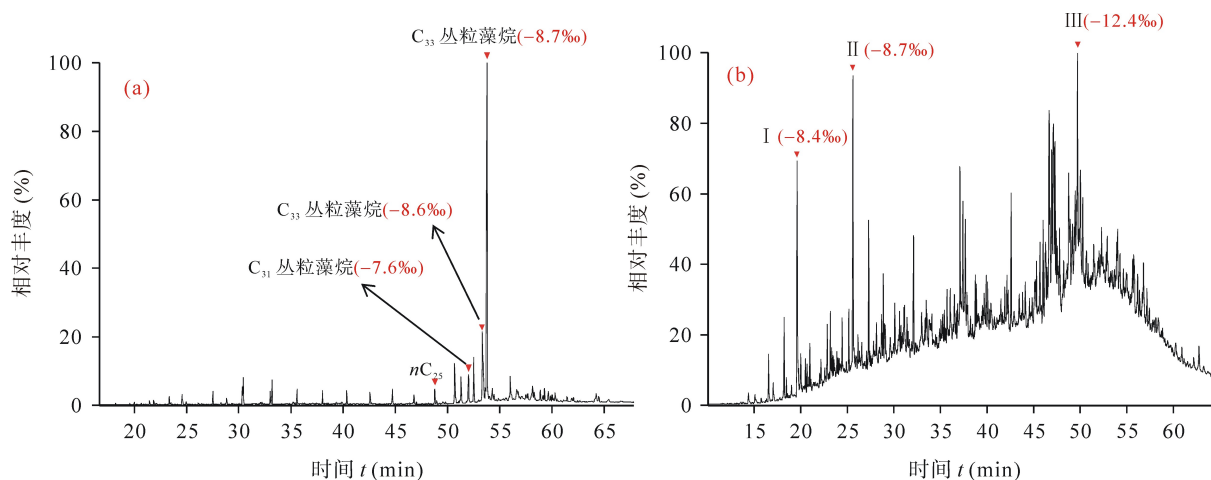 C₃₃ 丛粒藻烷(−8.7‰)
(a)
C₃₃ 丛粒藻烷(−8.6‰)
C₃₁ 丛粒藻烷(−7.6‰)
nC₂₅
相对丰度 (%)
100
80
60
40
20
0
20 25 30 35 40 45 50 55 60 65
时间 t (min)
III(−12.4‰)
II (−8.7‰)
(b)
I (−8.4‰)
相对丰度 (%)
100
80
60
40
20
0
15 20 25 30 35 40 45 50 55 60
时间 t (min)